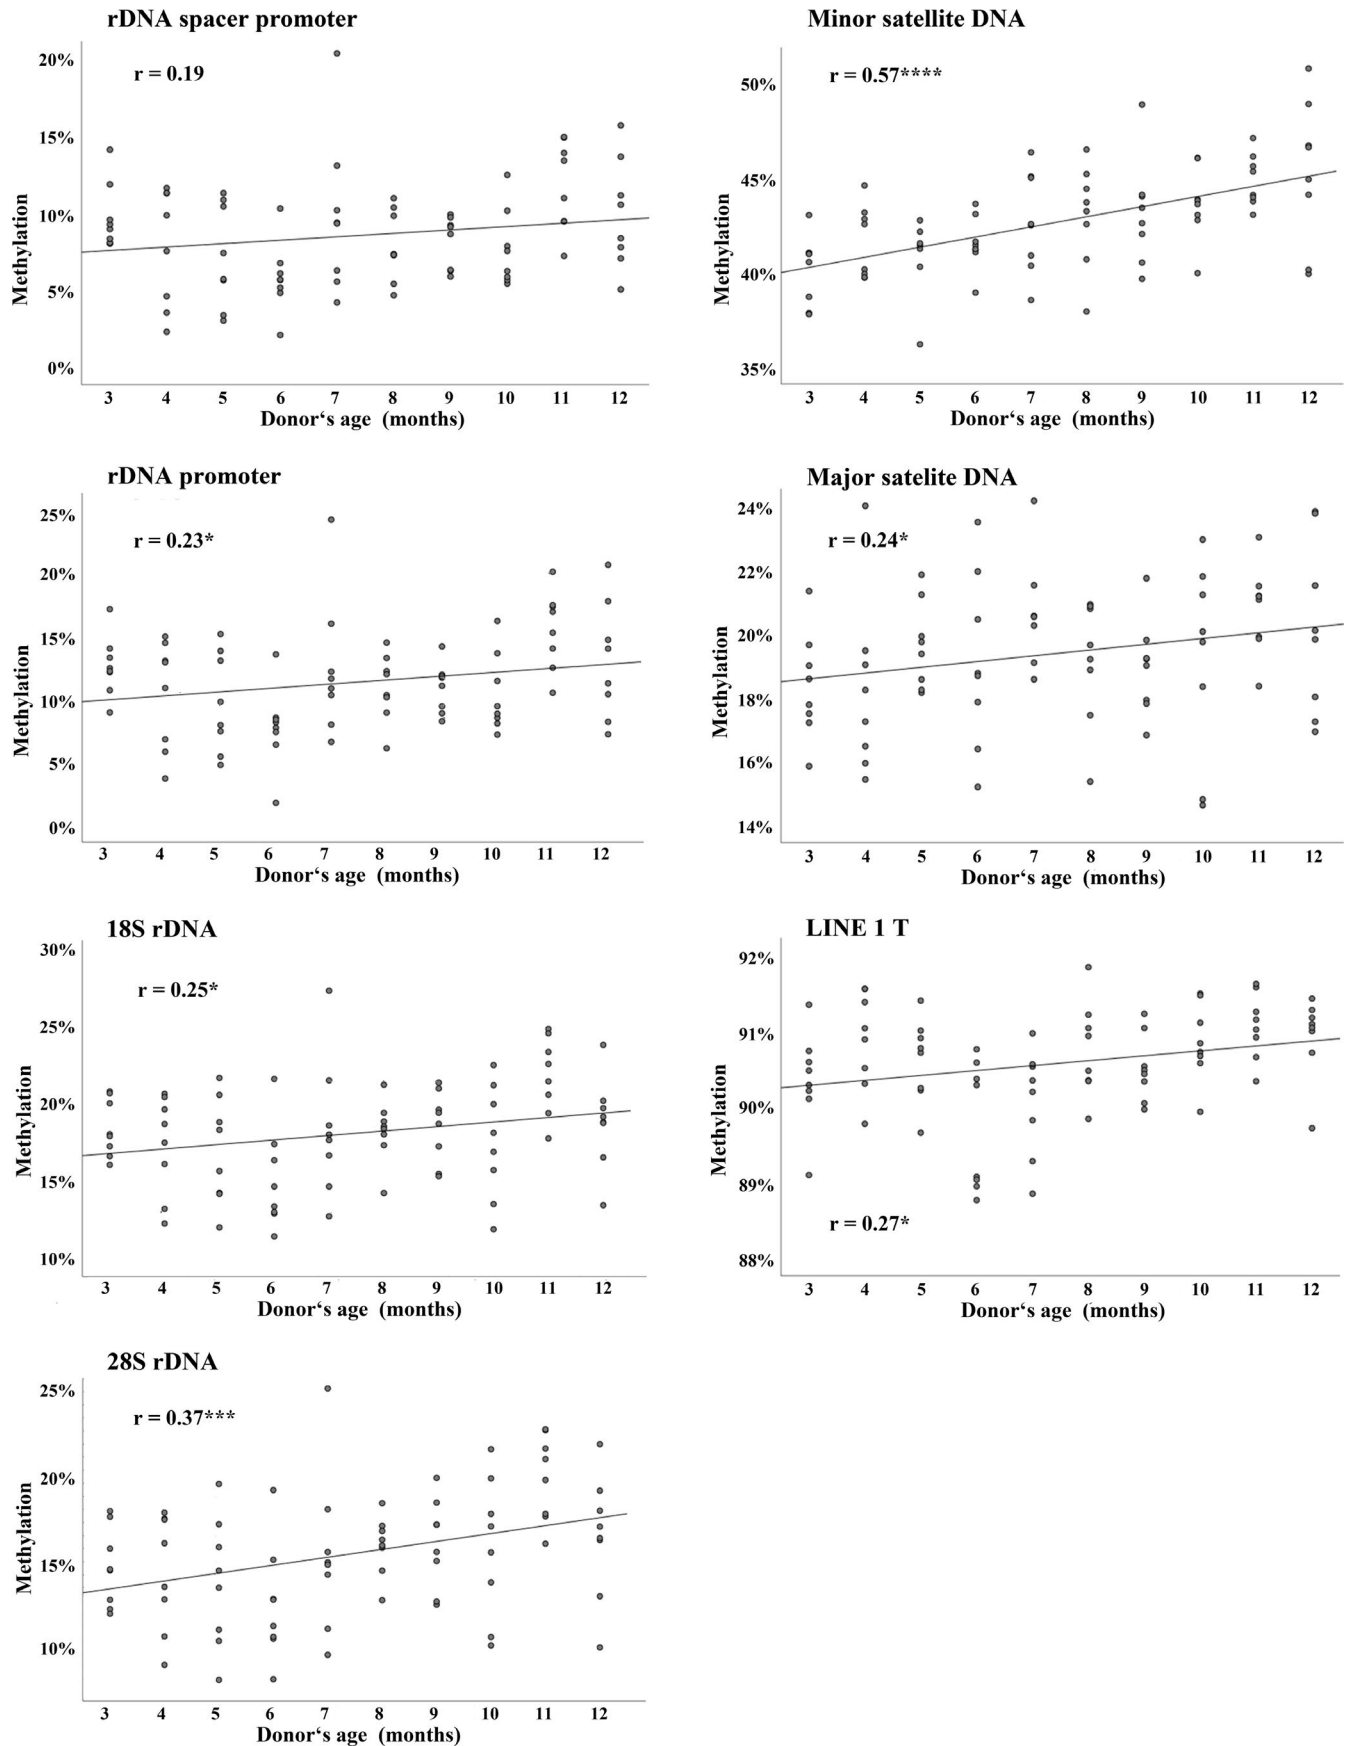 rDNA spacer promoter
r = 0.19
20%
15%
10%
5%
0%
Methylation
3 4 5 6 7 8 9 10 11 12
Donor‘s age (months)
Minor satellite DNA
r = 0.57****
50%
45%
40%
35%
Methylation
3 4 5 6 7 8 9 10 11 12
Donor‘s age (months)
rDNA promoter
r = 0.23*
25%
20%
15%
10%
5%
0%
Methylation
3 4 5 6 7 8 9 10 11 12
Donor‘s age (months)
Major satelite DNA
r = 0.24*
24%
22%
20%
18%
16%
14%
Methylation
3 4 5 6 7 8 9 10 11 12
Donor‘s age (months)
18S rDNA
r = 0.25*
30%
25%
20%
15%
10%
Methylation
3 4 5 6 7 8 9 10 11 12
Donor‘s age (months)
LINE 1 T
92%
91%
90%
89%
88%
r = 0.27*
Methylation
3 4 5 6 7 8 9 10 11 12
Donor‘s age (months)
28S rDNA
r = 0.37***
25%
20%
15%
10%
Methylation
3 4 5 6 7 8 9 10 11 12
Donor‘s age (months)